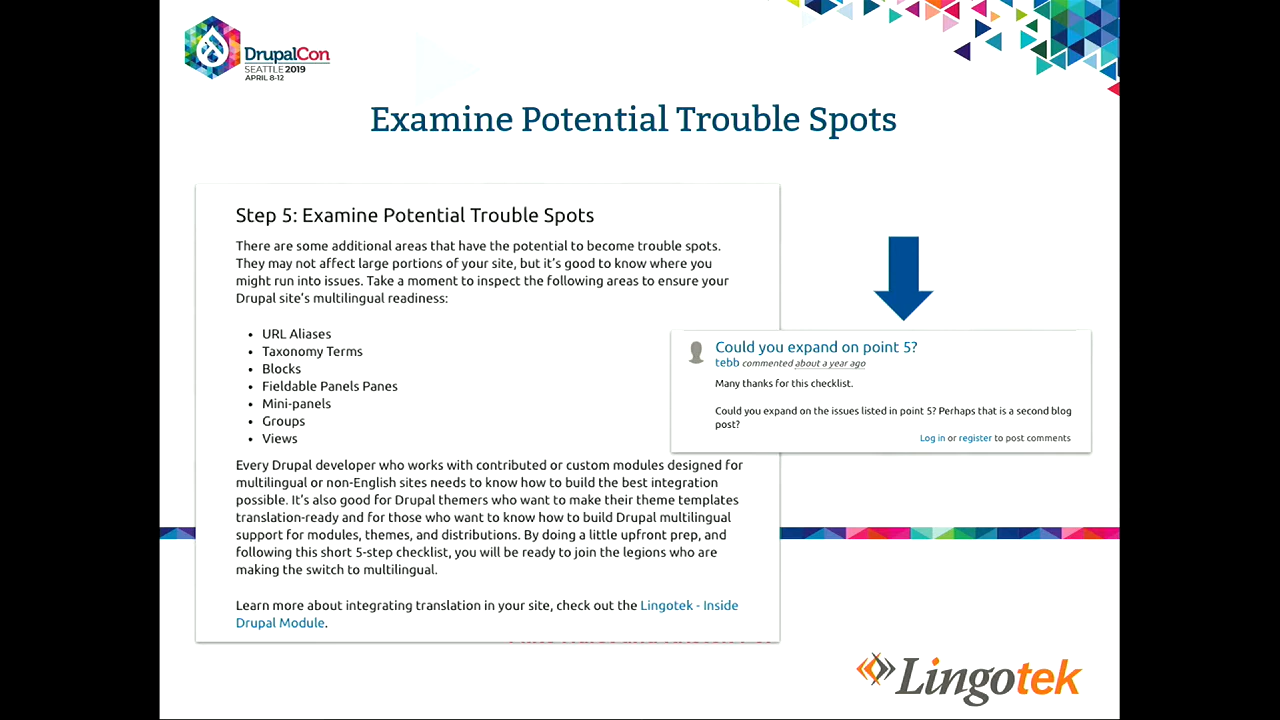 DrupalCon
SEATTLE 2019
APRIL 8-12
Examine Potential Trouble Spots
Step 5: Examine Potential Trouble Spots
There are some additional areas that have the potential to become trouble spots.
They may not affect large portions of your site, but it's good to know where you
might run into issues. Take a moment to inspect the following areas to ensure your
Drupal site's multilingual readiness:
• URL Aliases
• Taxonomy Terms
• Blocks
• Fieldable Panels Panes
• Mini-panels
• Groups
• Views
Every Drupal developer who works with contributed or custom modules designed for
multilingual or non-English sites needs to know how to build the best integration
possible. It's also good for Drupal themers who want to make their theme templates
translation-ready and for those who want to know how to build Drupal multilingual
support for modules, themes, and distributions. By doing a little upfront prep, and
following this short 5-step checklist, you will be ready to join the legions who are
making the switch to multilingual.
Learn more about integrating translation in your site, check out the Lingotek - Inside
Drupal Module.
Could you expand on point 5?
tebb commented about a year ago
Many thanks for this checklist.
Could you expand on the issues listed in point 5? Perhaps that is a second blog
post?
Log in or register to post comments
Lingotek